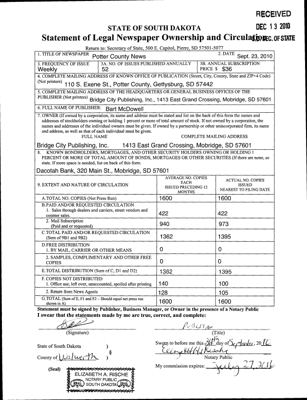 RECEIVED
DEC 13 2010
STATE OF SOUTH DAKOTA
Statement of Legal Newspaper Ownership and Circulation
S.D. SEC. OF STATE
Return to: Secretary of State, 500 E. Capitol, Pierre, SD 57501-5077
1. TITLE OF NEWSPAPER Potter County News
2. DATE Sept. 23, 2010
3. FREQUENCY OF ISSUE Weekly
3A. NO. OF ISSUES PUBLISHED ANNUALLY 52
3B. ANNUAL SUBSCRIPTION PRICE $ $36
4. COMPLETE MAILING ADDRESS OF KNOWN OFFICE OF PUBLICATION (Street, City, County, State and ZIP+4 Code)
(Not printers) 110 S. Exene St., Potter County, Gettysburg, SD 57442
5. COMPLETE MAILING ADDRESS OF THE HEADQUARTERS OF GENERAL BUSINESS OFFICES OF THE
PUBLISHER (Not printers) Bridge City Publishing, Inc., 1413 East Grand Crossing, Mobridge, SD 57601
6. FULL NAME OF PUBLISHER: Bart McDowell
7. OWNER (If owned by a corporation, its name and address must be stated and list on the back of this form the names and
addresses of stockholders owning or holding 1 percent or more of total amount of stock. If not owned by a corporation, the
names and addresses of the individual owners must be given. If owned by a partnership or other unincorporated firm, its name
and address, as well as that of each individual must be given.
FULL NAME COMPLETE MAILING ADDRESS
Bridge City Publishing, Inc. 1413 East Grand Crossing, Mobridge, SD 57601
8. KNOWN BONDHOLDERS, MORTGAGES, AND OTHER SECURITY HOLDERS OWNING OR HOLDING 1
PERCENT OR MORE OF TOTAL AMOUNT OF BONDS, MORTGAGES OR OTHER SECURITIES (If there are none, or
state. If more space is needed, list on back of this form.
Dacotah Bank, 320 Main St., Mobridge, SD 57601
9. EXTENT AND NATURE OF CIRCULATION
AVERAGE NO. COPIES EACH ISSUED PRECEDING 12 MONTHS
ACTUAL NO. COPIES ISSUED NEAREST TO FILING DATE
A. TOTAL NO. COPIES (Net Press Run) 1600 1600
B. PAID AND/OR REQUESTED CIRCULATION
1. Sales through dealers and carriers, street vendors and
counter sales. 422 422
2. Mail Subscription
(Paid and or requested) 940 973
C. TOTAL PAID AND/OR REQUESTED CIRCULATION
(Sum of 9B1 and 9B2) 1362 1395
D. FREE DISTRIBUTION
1. BY MAIL, CARRIER OR OTHER MEANS 0 0
2. SAMPLES, COMPLIMENTARY AND OTHER FREE
COPIES 0 0
E. TOTAL DISTRIBUTION (Sum of C, D1 and D2) 1362 1395
F. COPIES NOT DISTRIBUTED
1. Office use, left over, unaccounted, spoiled after printing 140 100
2. Return from News Agents 128 105
G. TOTAL (Sum of E, F1 and F2 - Should equal net press run
shown in A) 1600 1600
Statement must be signed by Publisher, Business Manager, or Owner in the presence of a Notary Public
I swear that the statements made by me are true, correct, and complete:
(Signature) (Title)
State of South Dakota )
County of Walworth )
Sworn to before me this day of September, 2010
Notary Public
(Seal)
My commission expires:
ELIZABETH A. RISCHE
NOTARY PUBLIC
SOUTH DAKOTA